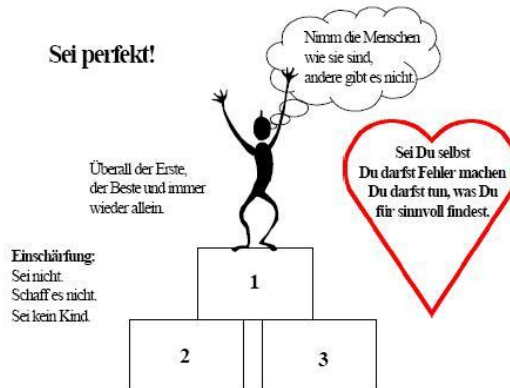 Sei perfekt!
Nimm die Menschen
wie sie sind,
andere gibt es nicht.
Überall der Erste,
der Beste und immer
wieder allein.
Sei Du selbst
Du darfst Fehler machen
Du darfst tun, was Du
für sinnvoll findest.
Einschärfung:
Sei nicht.
Schaff es nicht.
Sei kein Kind.
1
2
3